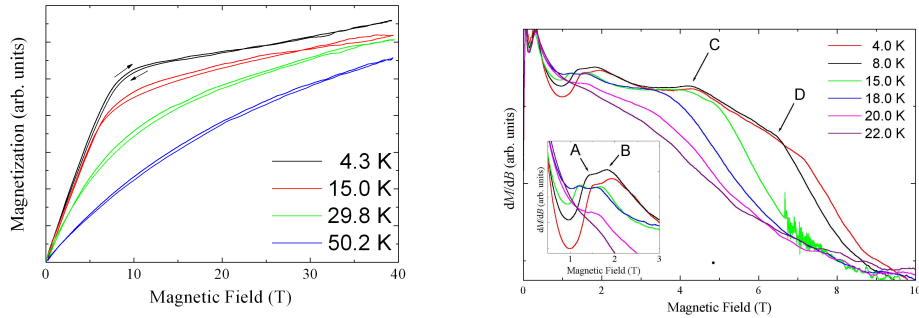 Magnetization (arb. units)
4.3 K
15.0 K
29.8 K
50.2 K
0 10 20 30 40
Magnetic Field (T)
dM/dB (arb. units)
C
D
4.0 K
8.0 K
15.0 K
18.0 K
20.0 K
22.0 K
A
B
dM/dB (arb. units)
1 2 3
Magnetic Field (T)
0 2 4 6 8 10
Magnetic Field (T)